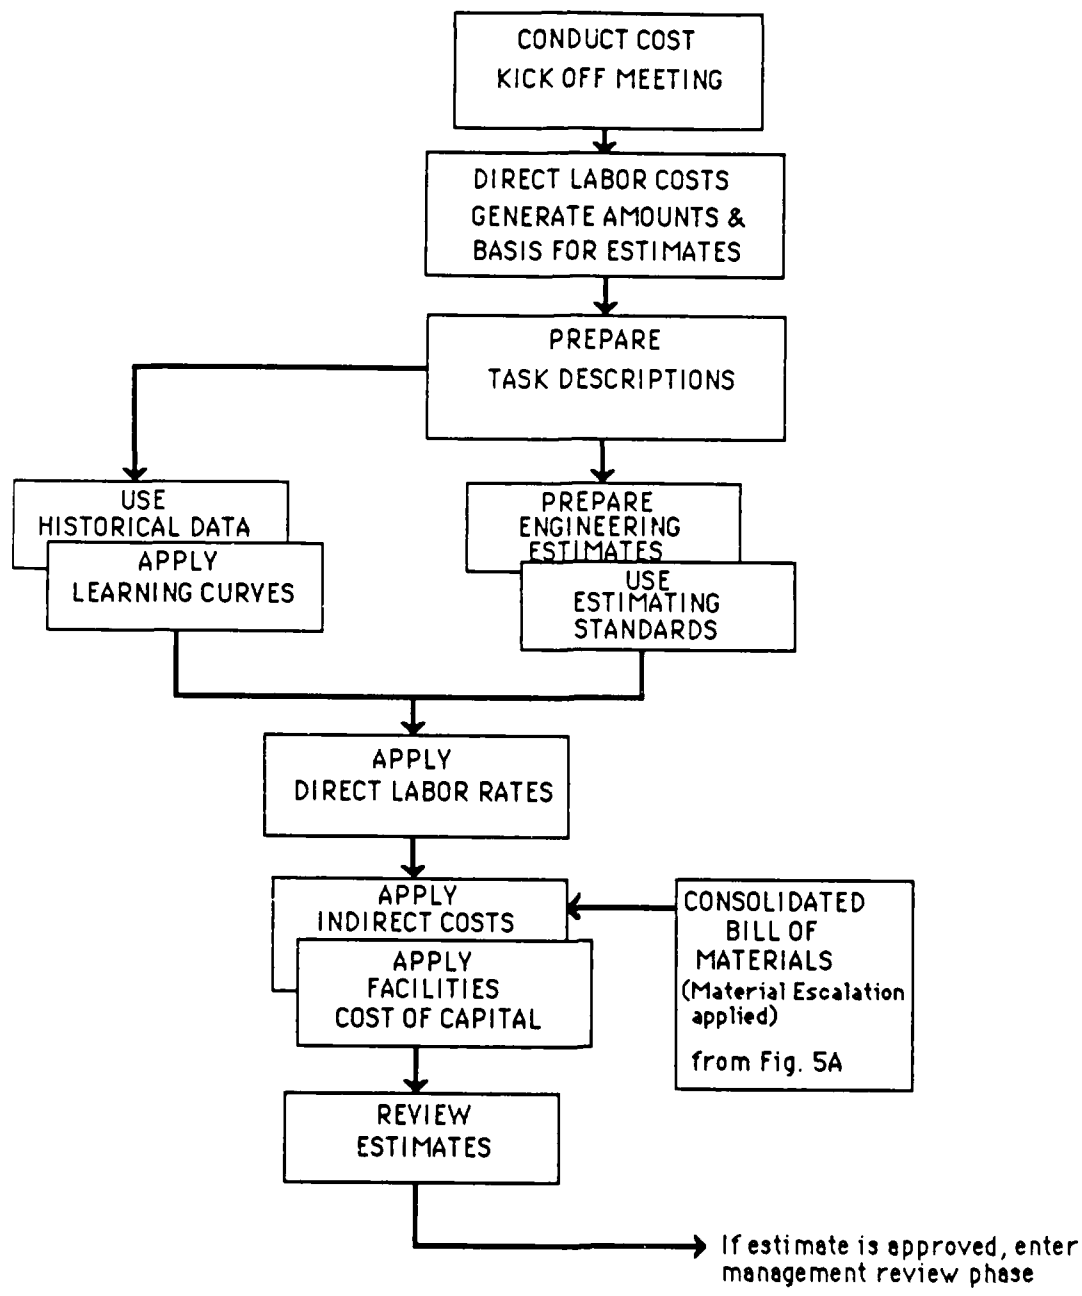 CONDUCT COST
KICK OFF MEETING
DIRECT LABOR COSTS
GENERATE AMOUNTS &
BASIS FOR ESTIMATES
PREPARE
TASK DESCRIPTIONS
USE
HISTORICAL DATA
APPLY
LEARNING CURVES
PREPARE
ENGINEERING
ESTIMATES
USE
ESTIMATING
STANDARDS
APPLY
DIRECT LABOR RATES
APPLY
INDIRECT COSTS
APPLY
FACILITIES
COST OF CAPITAL
CONSOLIDATED
BILL OF
MATERIALS
(Material Escalation
applied)
from Fig. 5A
REVIEW
ESTIMATES
If estimate is approved, enter
management review phase